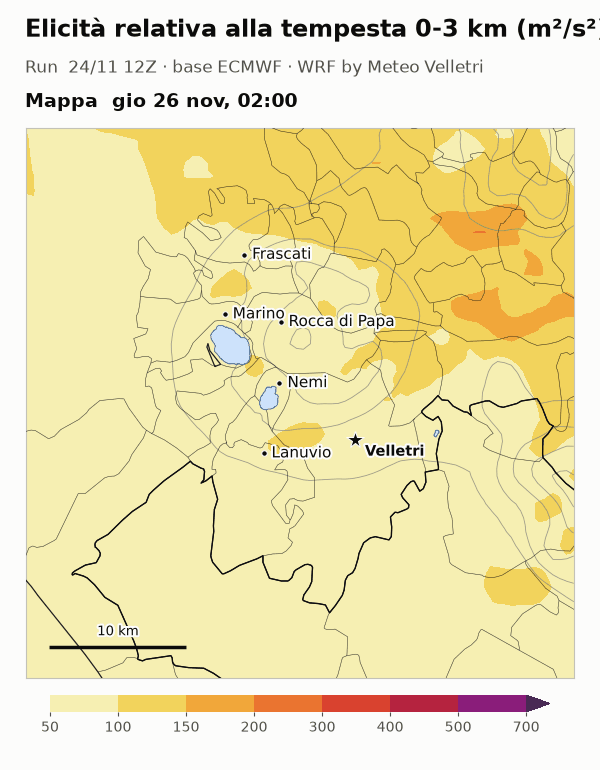 Elicità relativa alla tempesta 0-3 km (m²/s²)
Run 24/11 12Z · base ECMWF · WRF by Meteo Velletri
Mappa gio 26 nov, 02:00
Frascati
Marino
Rocca di Papa
Nemi
Velletri
Lanuvio
10 km
50 100 150 200 300 400 500 700